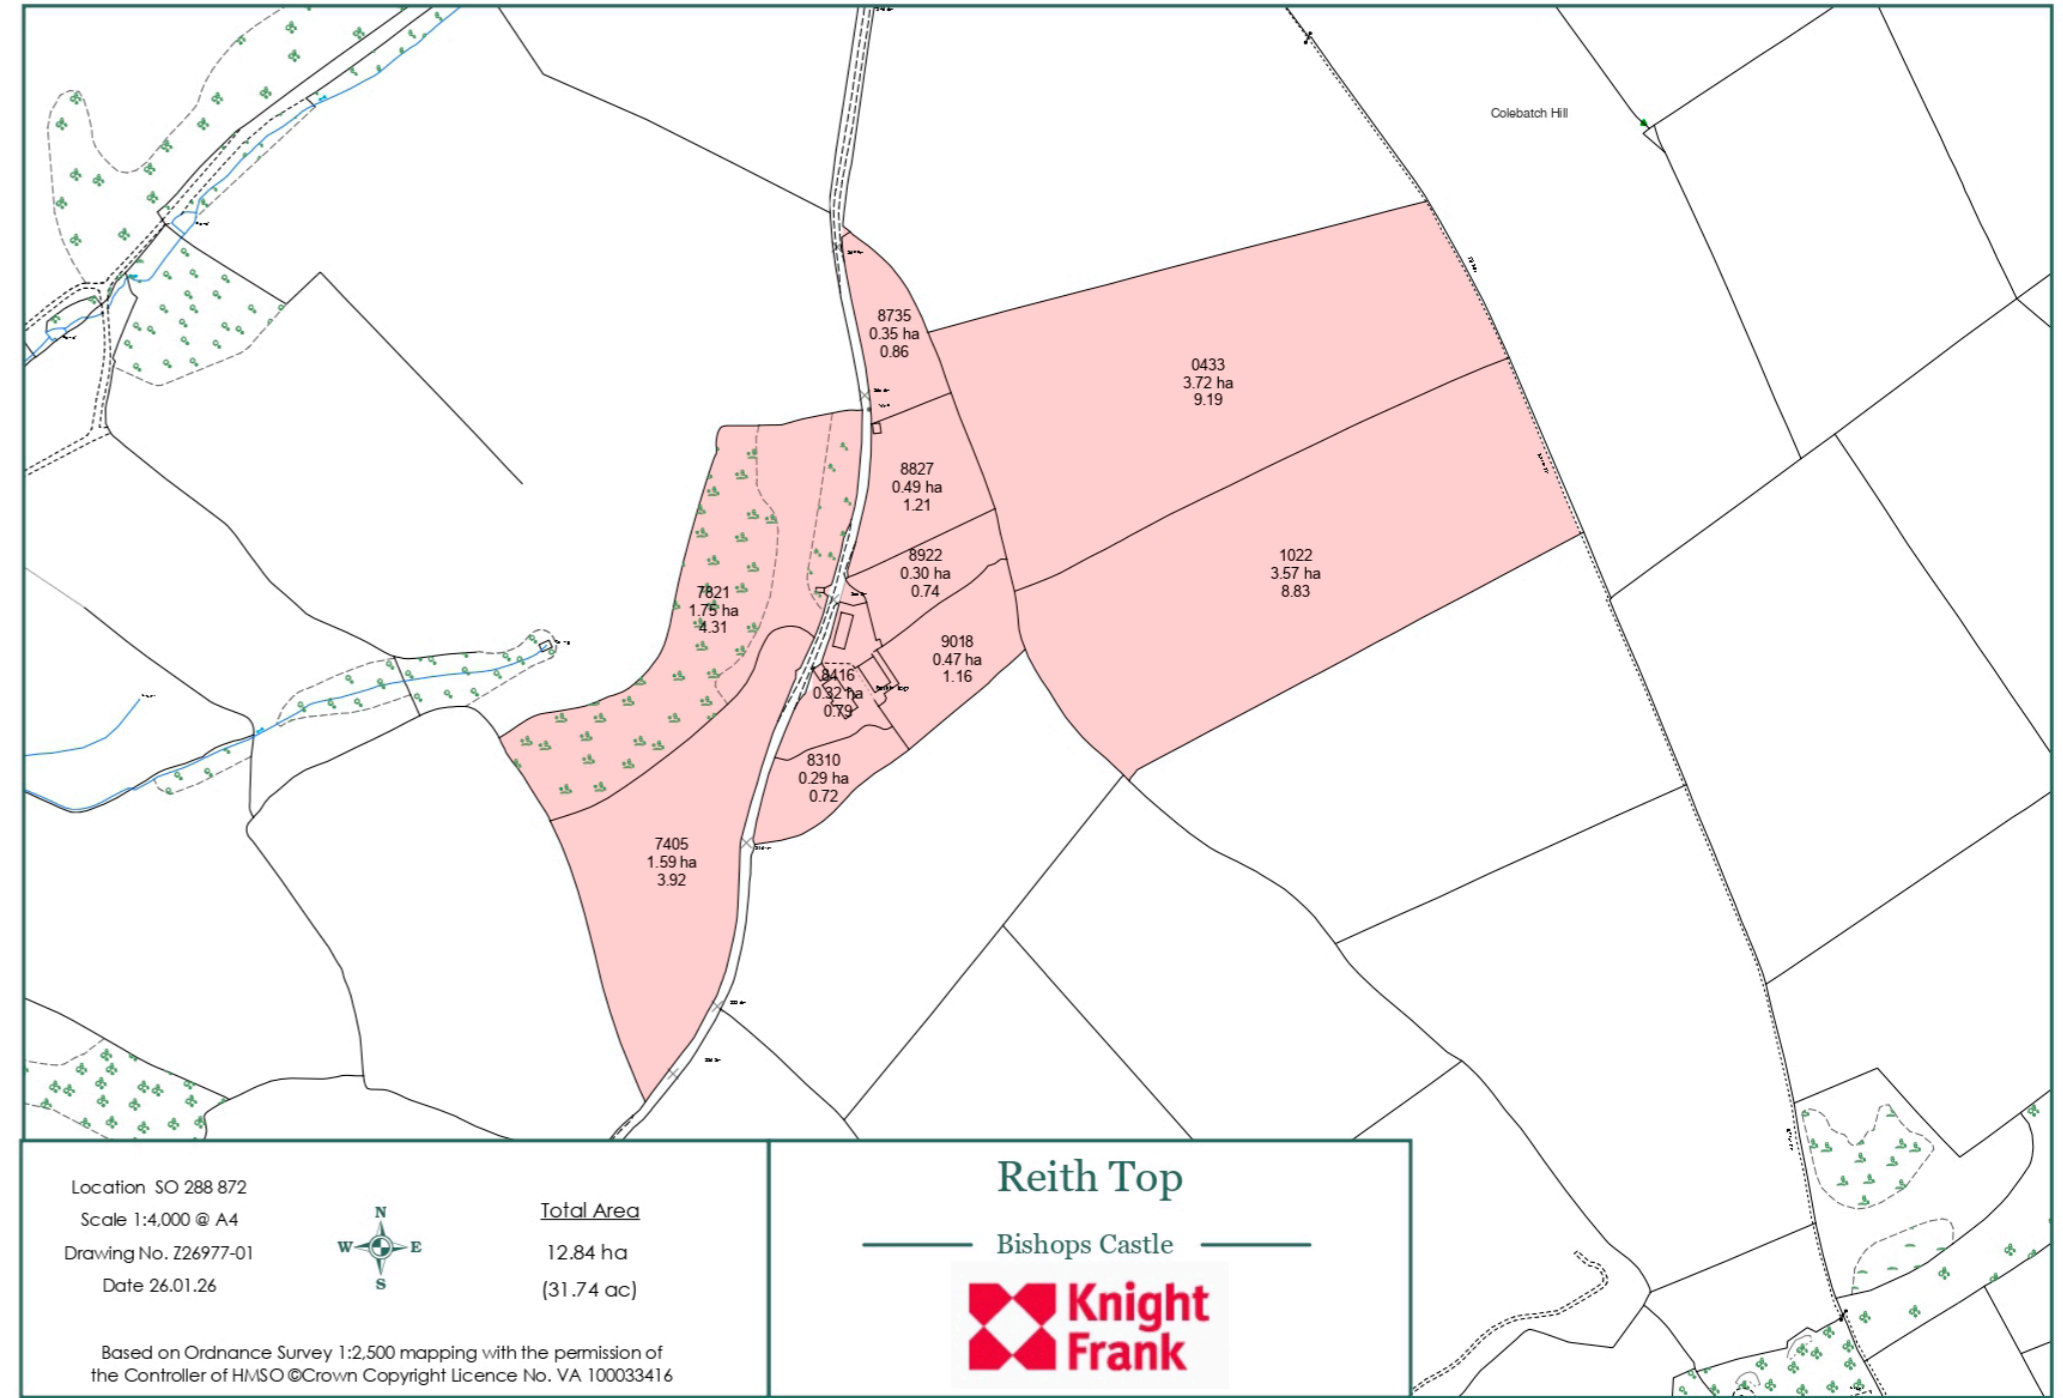 Colebatch Hill
8735
0.35 ha
0.86
0433
3.72 ha
9.19
8827
0.49 ha
1.21
8922
0.30 ha
0.74
1022
3.57 ha
8.83
7821
1.75 ha
4.31
9018
0.47 ha
1.16
8416
0.32 ha
0.79
8310
0.29 ha
0.72
7405
1.59 ha
3.92
Location SO 288 872
Scale 1:4,000 @ A4
Drawing No. Z26977-01
Date 26.01.26
N
W E
S
Total Area
12.84 ha
(31.74 ac)
Based on Ordnance Survey 1:2,500 mapping with the permission of
the Controller of HMSO ©Crown Copyright Licence No. VA 100033416
Reith Top
Bishops Castle
Knight
Frank